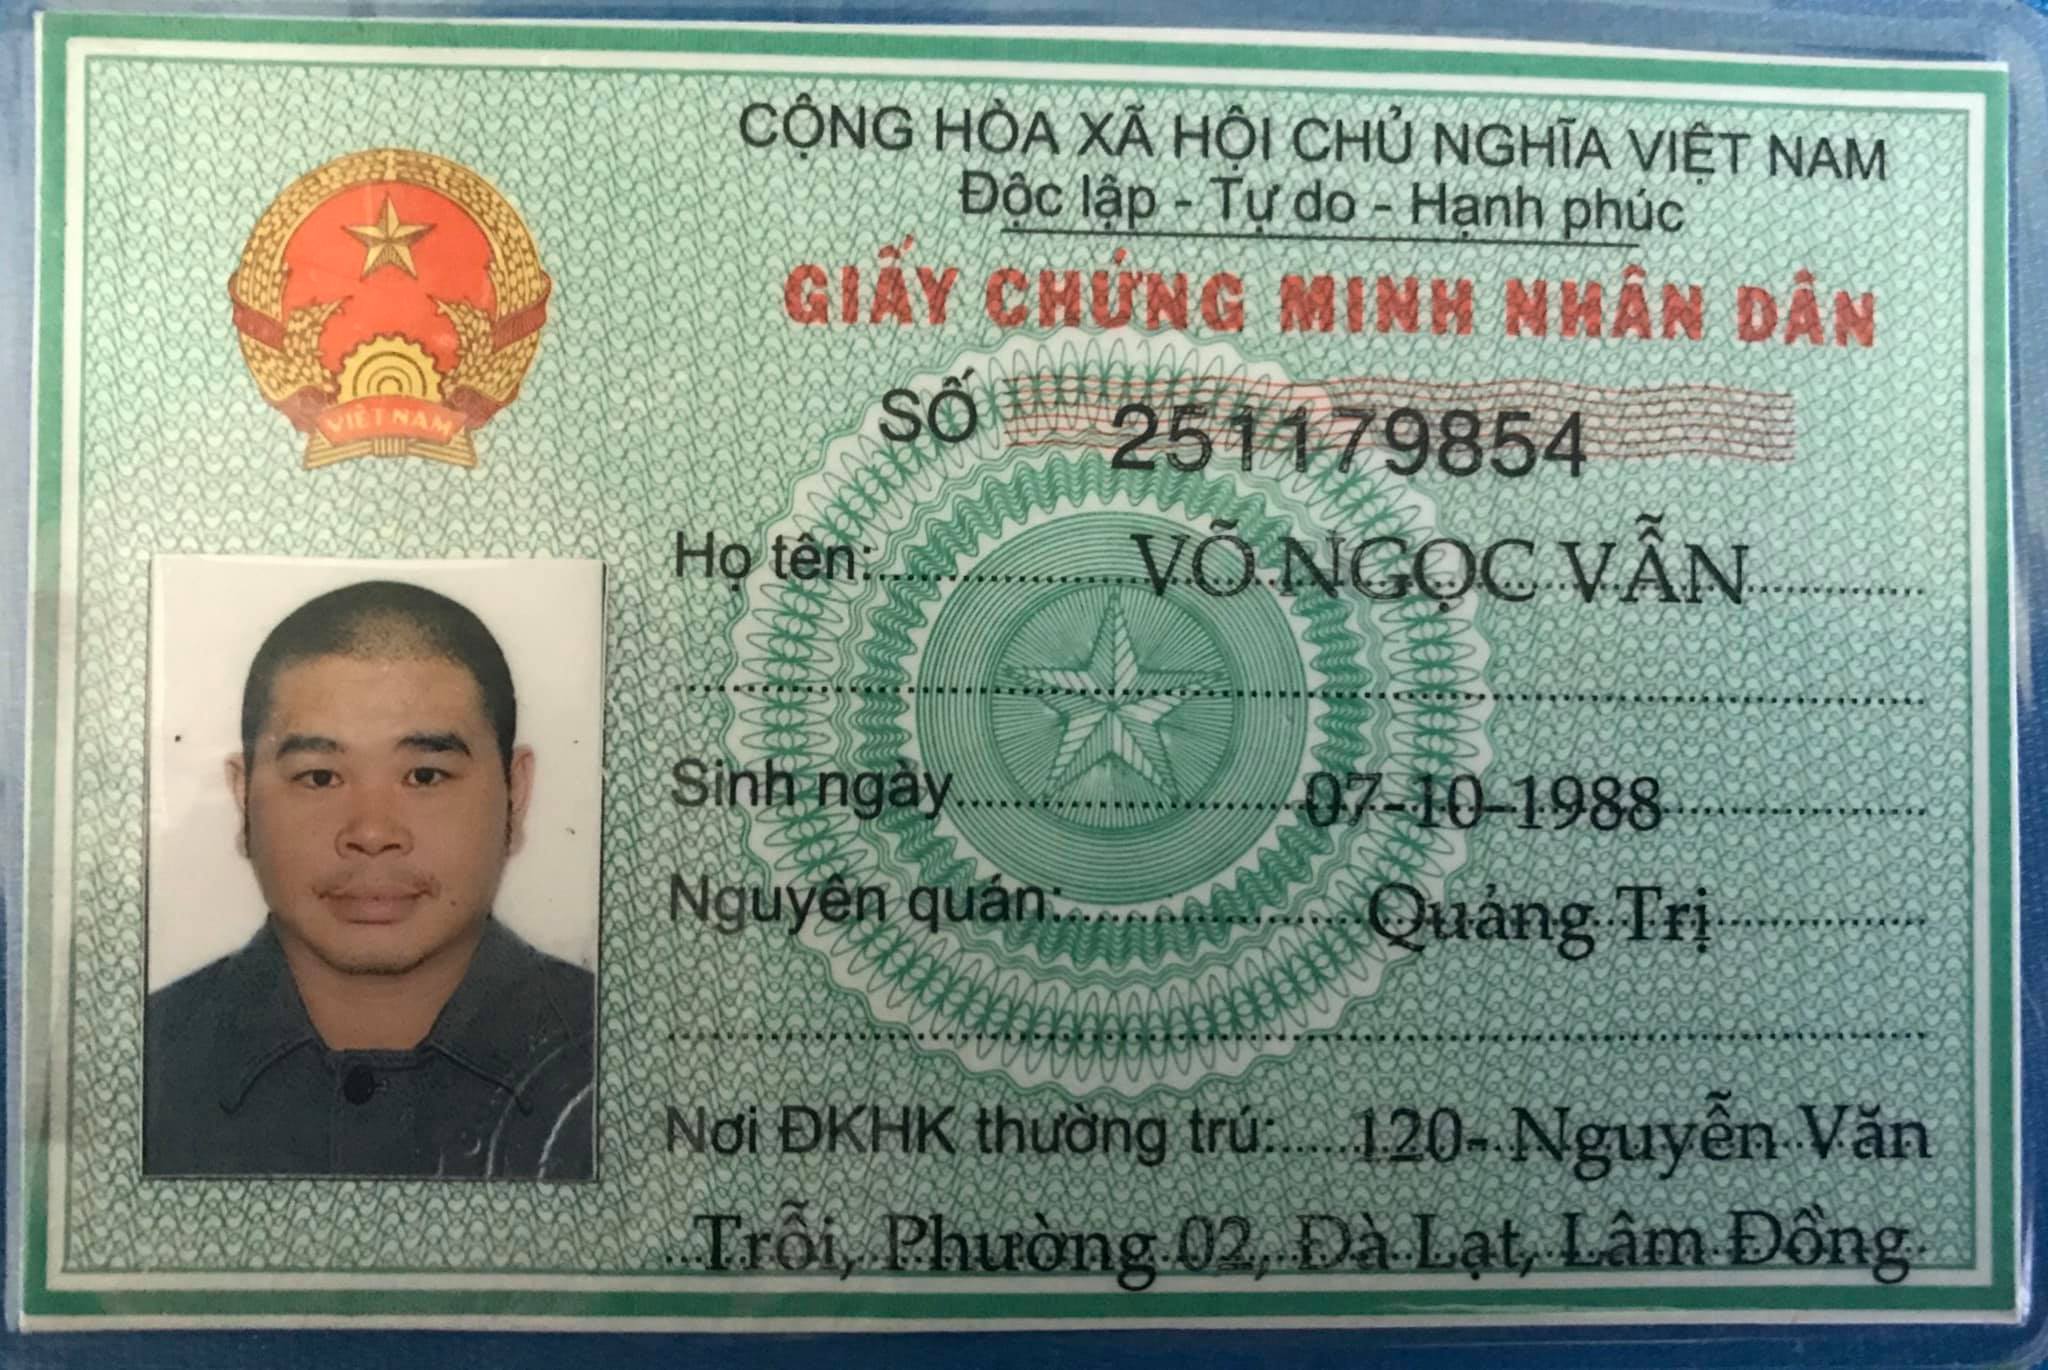 CỘNG HÒA XÃ HỘI CHỦ NGHĨA VIỆT NAM
Độc lập - Tự do - Hạnh phúc
GIẤY CHỨNG MINH NHÂN DÂN
SỐ 251179854
VIỆT NAM
Họ tên: VÕ NGỌC VẪN
Sinh ngày 07-10-1988
Nguyên quán: Quảng Trị
Nơi ĐKHK thường trú: 120- Nguyễn Văn
Trỗi, Phường 02, Đà Lạt, Lâm Đồng